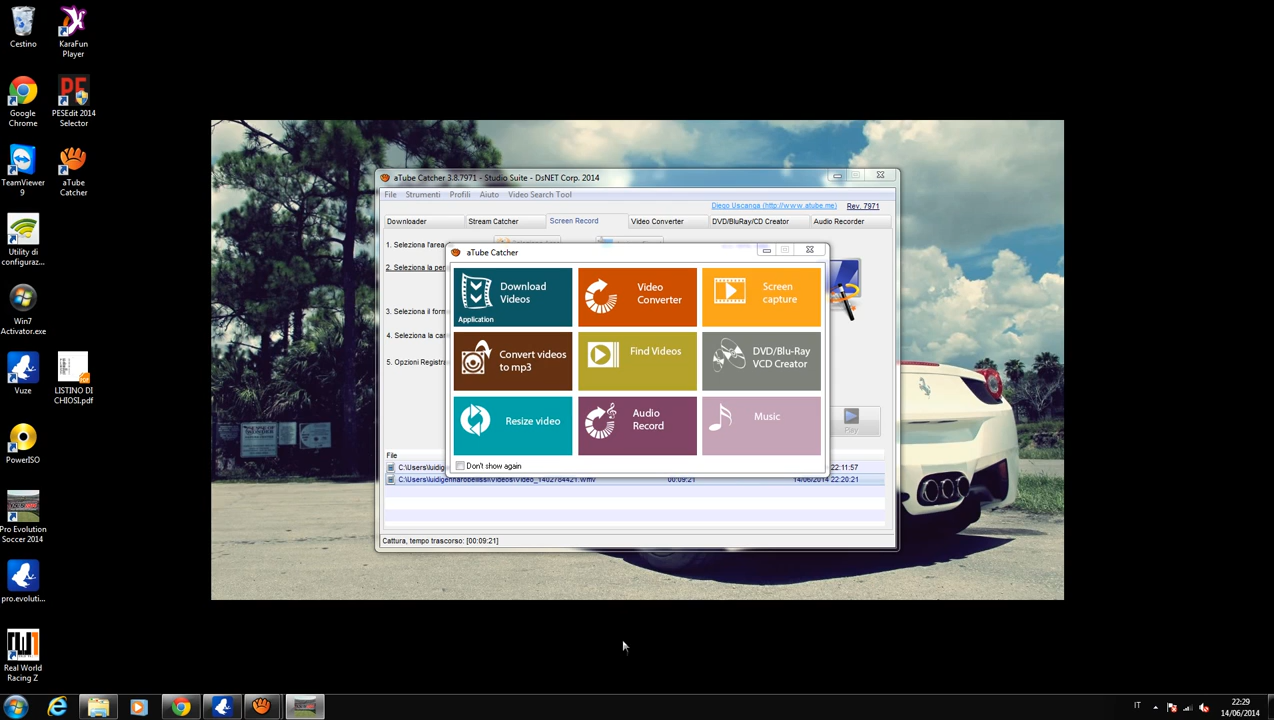 Cestino
KaraFun
Player
Google
Chrome
PESEdit 2014
Selector
TeamViewer
9
aTube
Catcher
Utility di
configuraz...
Win7
Activator.exe
Vuze
LISTINO DI
CHIOSI.pdf
PowerISO
Pro Evolution
Soccer 2014
pro.evoluti...
Real World
Racing Z
aTube Catcher 3.8.7971 - Studio Suite - DsNET Corp. 2014
File Strumenti Profili Aiuto Video Search Tool
Diego Uscanga (http://www.atube.me) Rev. 7971
Downloader Stream Catcher Screen Record Video Converter DVD/BluRay/CD Creator Audio Recorder
1. Seleziona l'area
2. Seleziona la per
3. Seleziona il form
4. Seleziona la car
5. Opzioni Registra
Play
aTube Catcher
Download
Videos
Application
Video
Converter
Screen
capture
Convert videos
to mp3
Find Videos
DVD/Blu-Ray
VCD Creator
Resize video
Audio
Record
Music
Don't show again
File
C:\Users\luidig 22:11:57
C:\Users\luidigennarobellissi\Videos\Video_1402784421.wmv 00:09:21 14/06/2014 22.20.21
Cattura, tempo trascorso: [00:09:21]
IT
22:29
14/06/2014